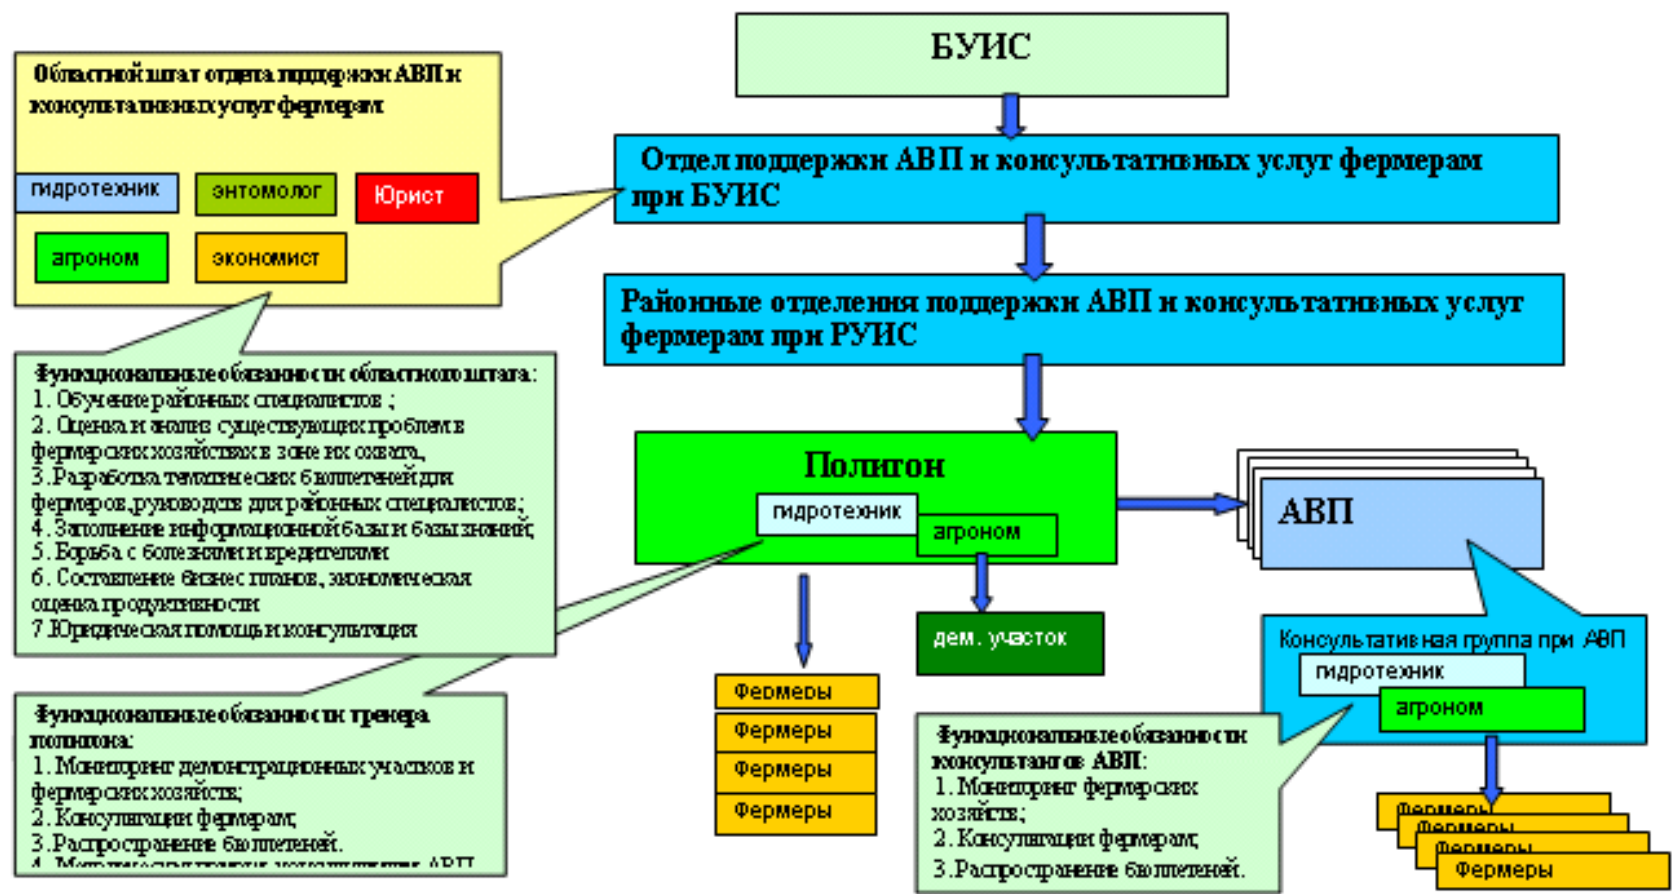 БУИС
Областной штат отдела поддержки АВП и
консультативных услуг фермерам
гидротехник
энтомолог
Юрист
агроном
экономист
Отдел поддержки АВП и консультативных услуг фермерам
при БУИС
Районные отделения поддержки АВП и консультативных услуг
фермерам при РУИС
Функциональные обязанности областного штата:
1. Обучение районных специалистов ;
2. Оценка и анализ существующих проблем в
фермерских хозяйствах в зоне их охвата,
3.Разработка тематических бюллетеней для
фермеров,руководств для районных специалистов;
4. Заполнение информационной базы и базы знаний;
5. Борьба с болезнями и вредителями
6. Составление бизнес планов, экономическая
оценка продуктивности
7.Юридическая помощь и консультация
Полигон
гидротехник
агроном
АВП
дем. участок
Фермеры
Фермеры
Фермеры
Фермеры
Консультативная группа при АВП
гидротехник
агроном
Функциональные обязанности тренера
полигона:
1. Мониторинг демонстрационных участков и
фермерских хозяйств;
2. Консультации фермерам;
3.Распространение бюллетеней.
4. АВП
Функциональные обязанности
консультантов АВП:
1. Мониторинг фермерских
хозяйств;
2. Консультации фермерам;
3.Распространение бюллетеней.
Фермеры
Фермеры
Фермеры
Фермеры